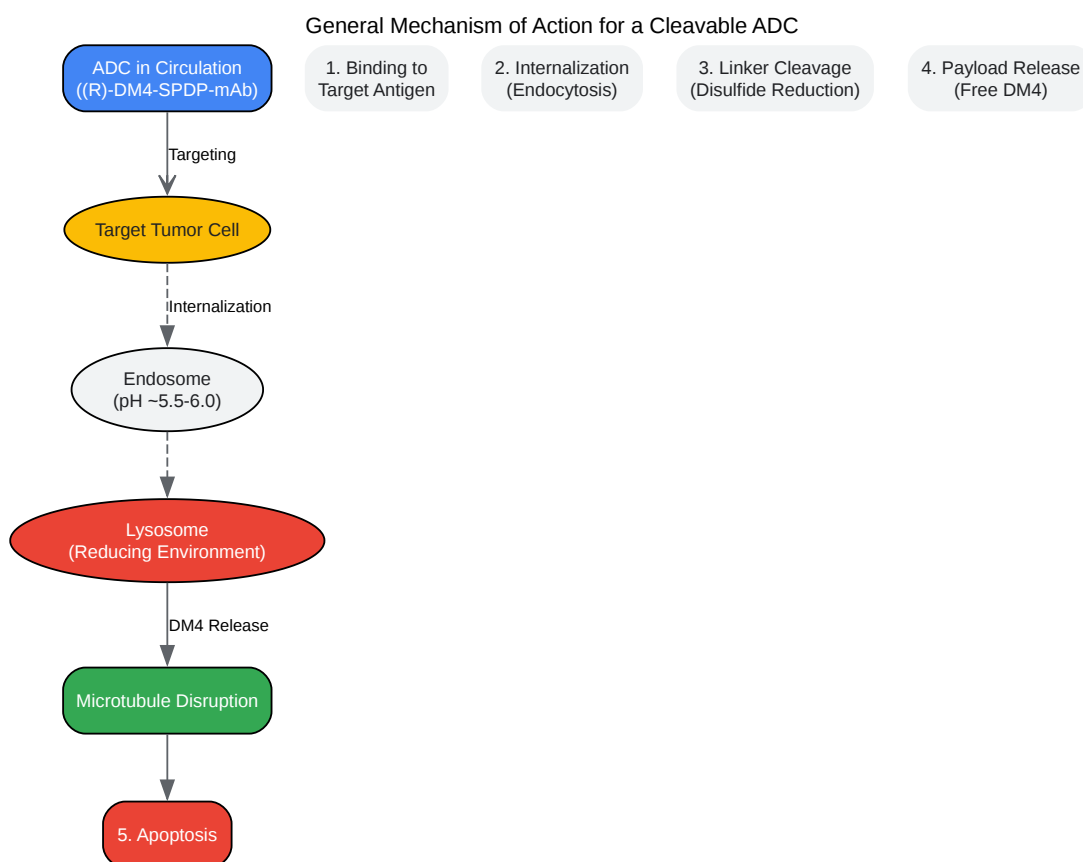 General Mechanism of Action for a Cleavable ADC
ADC in Circulation
((R)-DM4-SPDP-mAb)
1. Binding to
Target Antigen
2. Internalization
(Endocytosis)
3. Linker Cleavage
(Disulfide Reduction)
4. Payload Release
(Free DM4)
Targeting
Target Tumor Cell
Internalization
Endosome
(pH ~5.5-6.0)
Lysosome
(Reducing Environment)
DM4 Release
Microtubule Disruption
5. Apoptosis